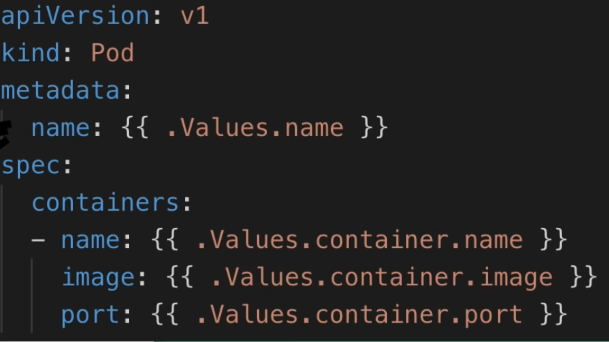 apiVersion: v1
kind: Pod
metadata:
  name: {{ .Values.name }}
spec:
  containers:
  - name: {{ .Values.container.name }}
    image: {{ .Values.container.image }}
    port: {{ .Values.container.port }}